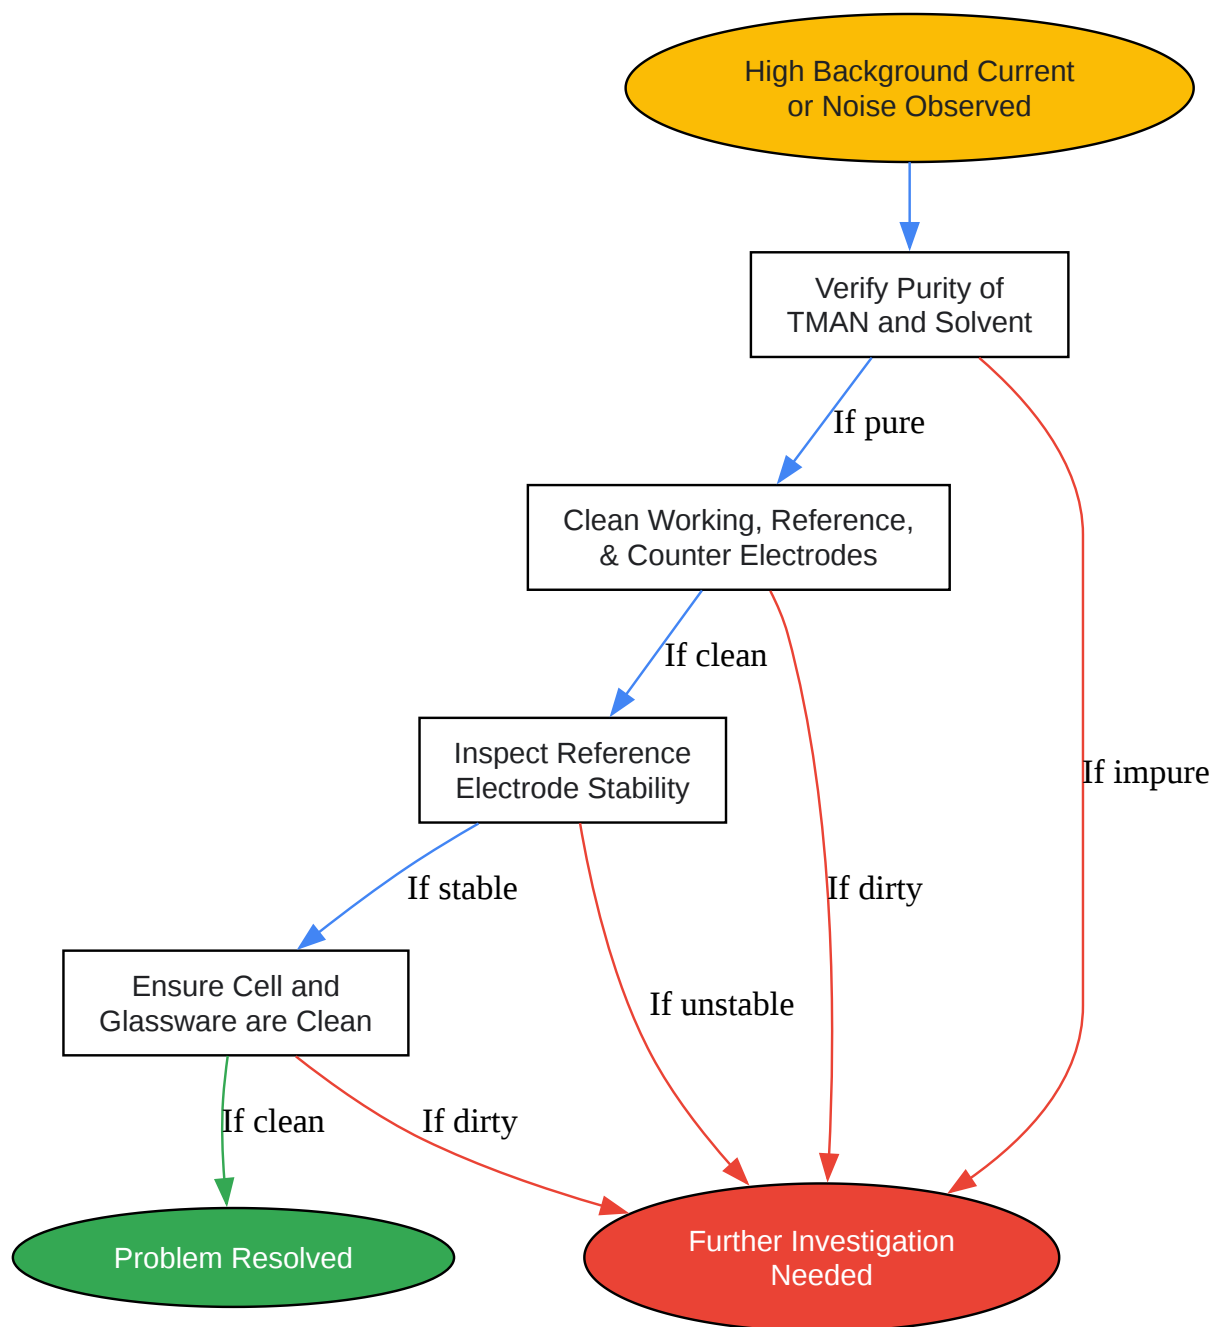 High Background Current
or Noise Observed
Verify Purity of
TMAN and Solvent
If pure
Clean Working, Reference,
& Counter Electrodes
If clean
Inspect Reference
Electrode Stability
If impure
If stable
If dirty
Ensure Cell and
Glassware are Clean
If unstable
If clean
If dirty
Problem Resolved
Further Investigation
Needed